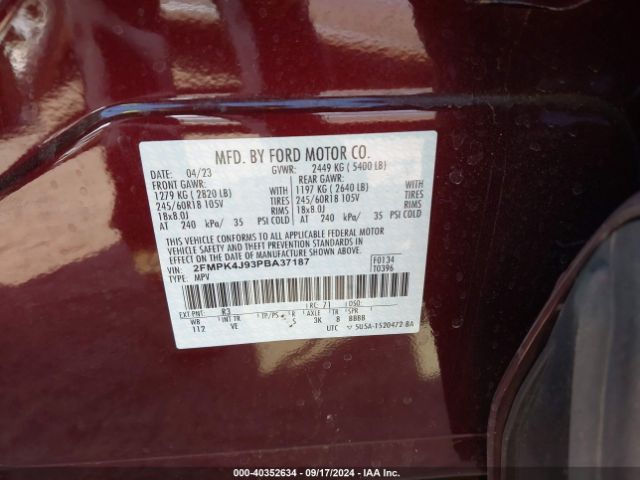 MFD. BY FORD MOTOR CO.
DATE: 04/23 GVWR: 2449 KG ( 5400 LB)
FRONT GAWR: REAR GAWR:
1279 KG ( 2820 LB) WITH 1197 KG ( 2640 LB) WITH
245/60R18 105V TIRES 245/60R18 105V TIRES
18x8.0J RIMS 18x8.0J RIMS
AT 240 kPa/ 35 PSI COLD AT 240 kPa/ 35 PSI COLD
THIS VEHICLE CONFORMS TO ALL APPLICABLE FEDERAL MOTOR
VEHICLE SAFETY AND BUMPER STANDARDS IN EFFECT ON THE DATE OF
MANUFACTURE SHOWN ABOVE.
VIN: 2FMPK4J93PBA37187 F0134
TYPE: MPV T0396
EXT PNT: R3 RC: 71 DSO:
WB INT TR TP/PS R AXLE TR SPR
112 VE 5 3K 8 BBBB
UTC 5U5A-1520472-BA
000-40352634 - 09/17/2024 - IAA Inc.